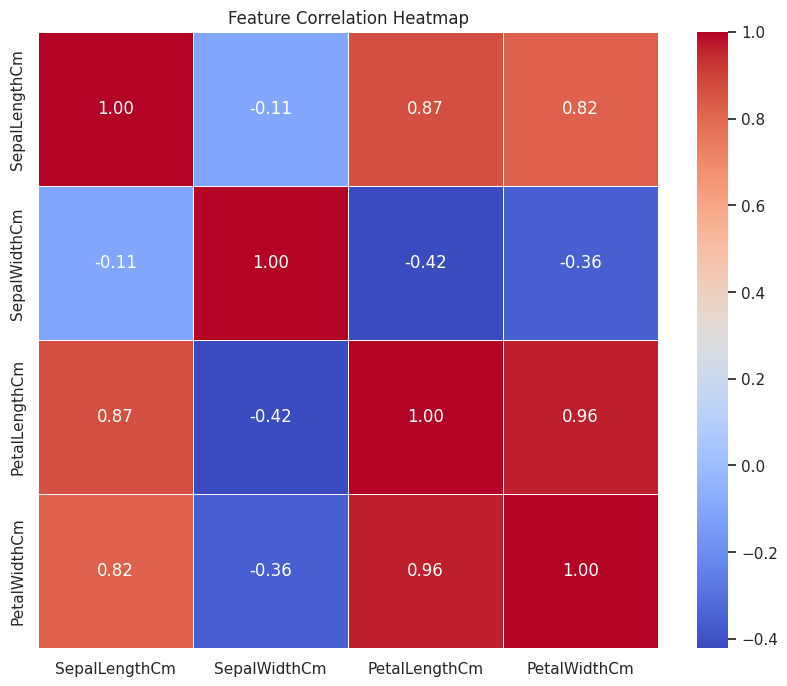 Feature Correlation Heatmap
SepalLengthCm
1.00 -0.11 0.87 0.82
SepalWidthCm
-0.11 1.00 -0.42 -0.36
PetalLengthCm
0.87 -0.42 1.00 0.96
PetalWidthCm
0.82 -0.36 0.96 1.00
SepalLengthCm SepalWidthCm PetalLengthCm PetalWidthCm
1.0
0.8
0.6
0.4
0.2
0.0
−0.2
−0.4